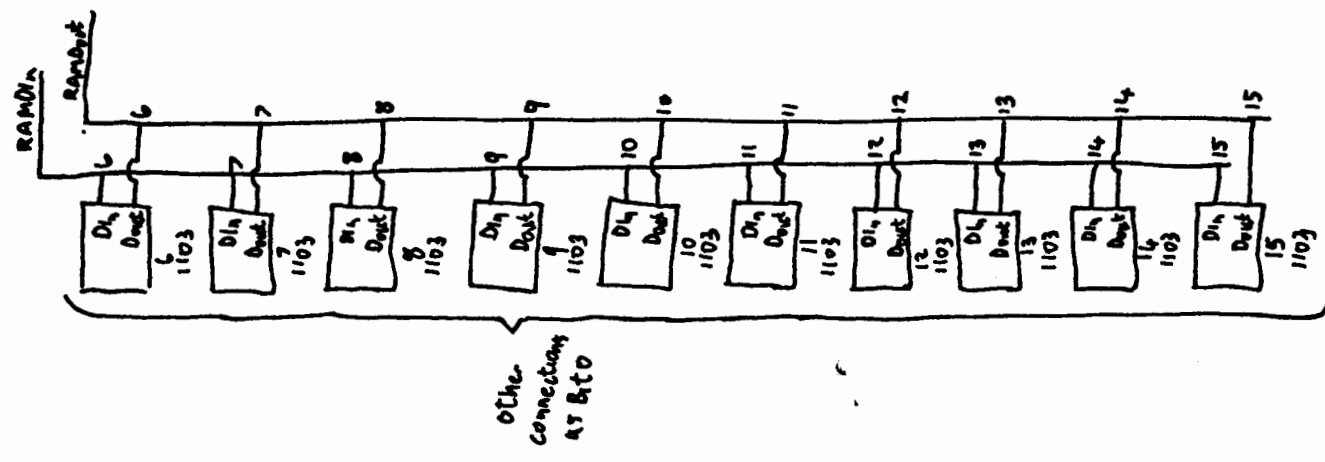 RAMDIn
RAMDout
6
7
8
9
10
11
12
13
14
15
6
7
8
9
10
11
12
13
14
15
DIn
Dout
6
1103
DIn
Dout
7
1103
DIn
Dout
8
1103
DIn
Dout
9
1103
DIn
Dout
10
1103
DIn
Dout
11
1103
DIn
Dout
12
1103
DIn
Dout
13
1103
DIn
Dout
14
1103
DIn
Dout
15
1103
Other
connections
as Bit 0